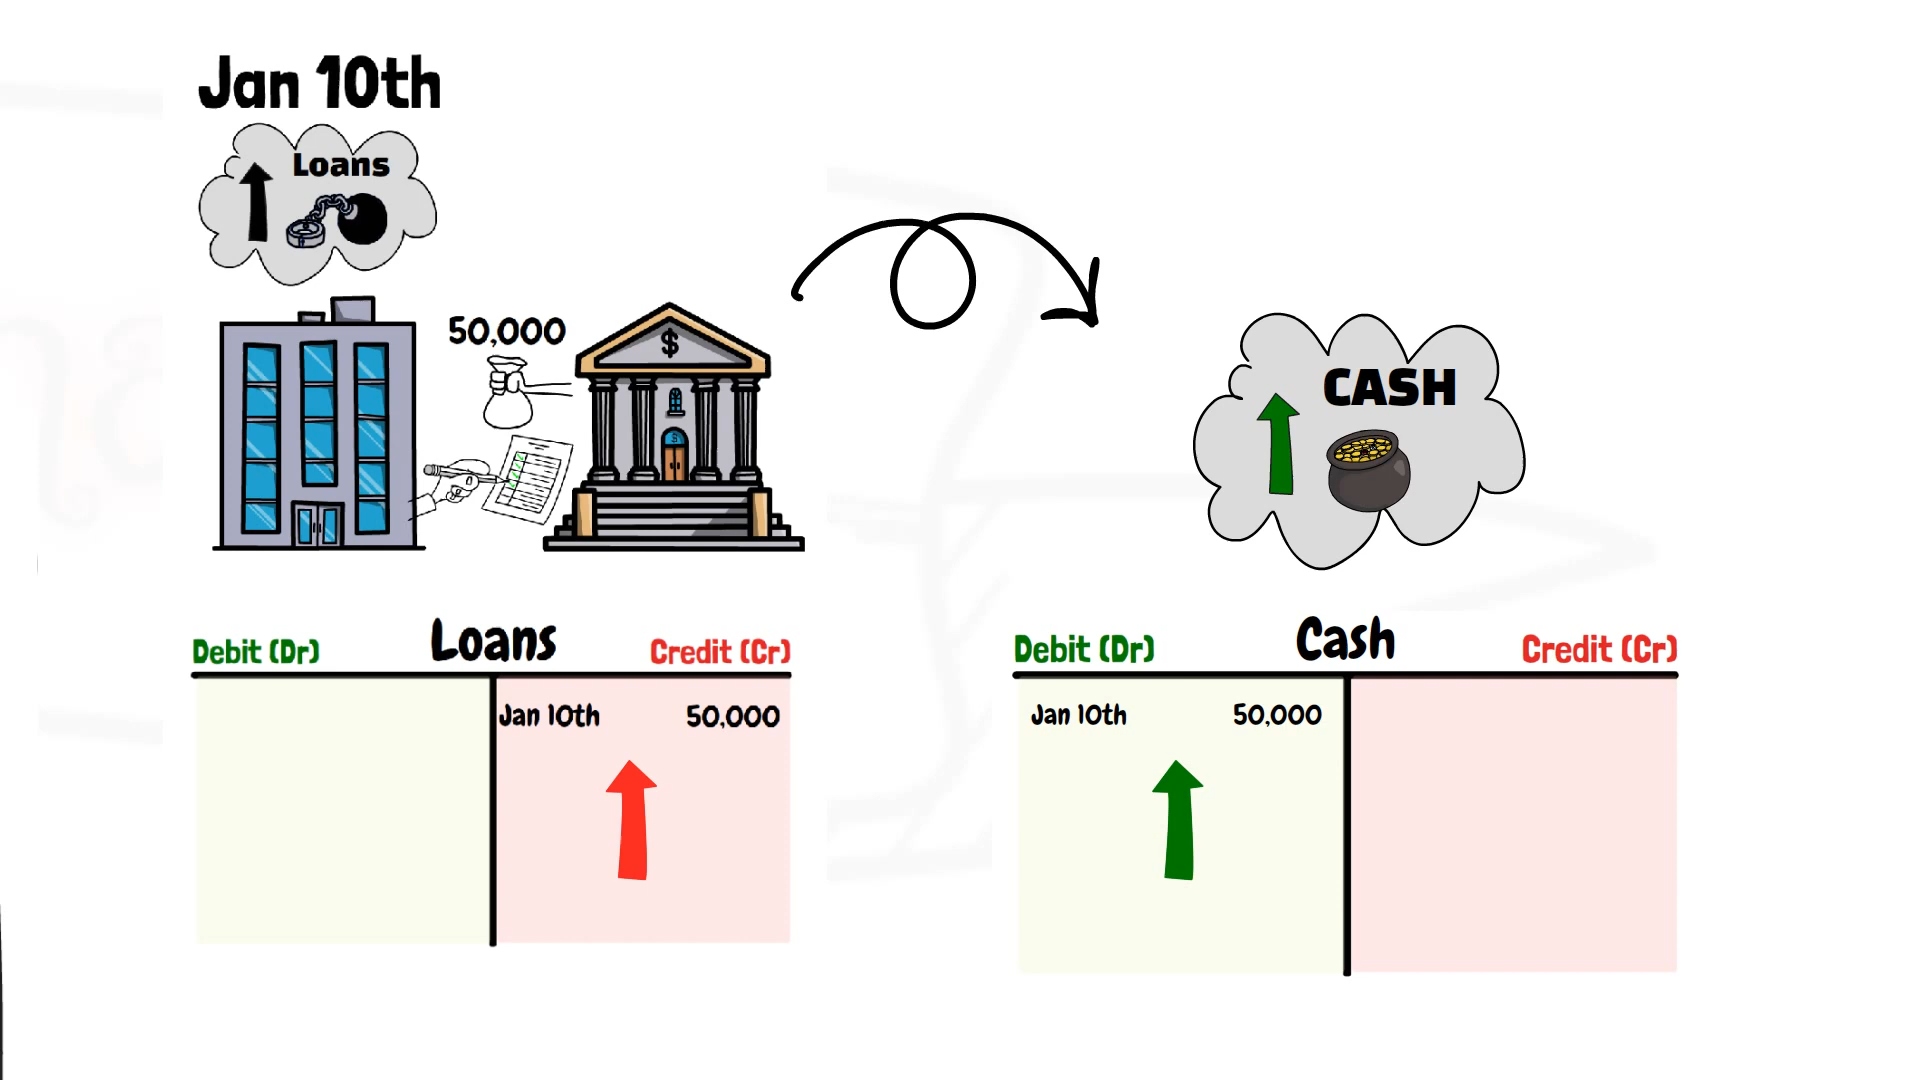 Jan 10th
Loans
50,000
$
$
CASH
Debit (Dr) Loans Credit (Cr)
Jan 10th 50,000
Debit (Dr) Cash Credit (Cr)
Jan 10th 50,000